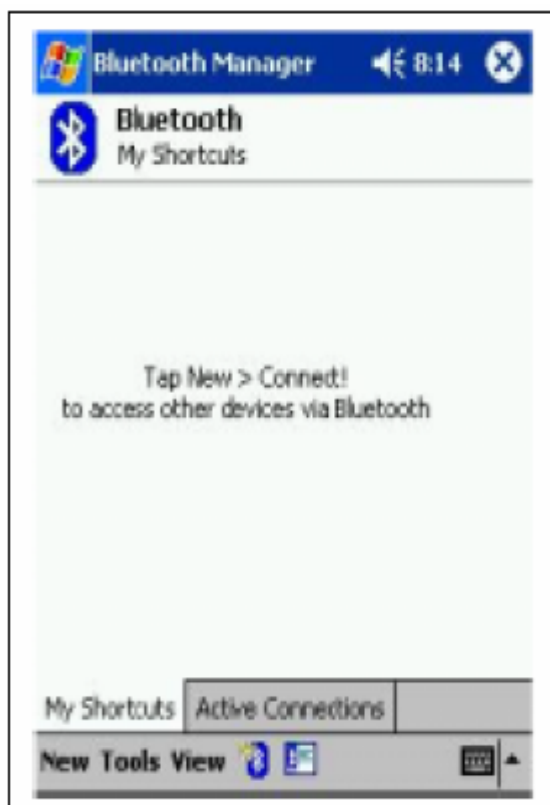 Bluetooth Manager 8:14
Bluetooth
My Shortcuts
Tap New > Connect!
to access other devices via Bluetooth
My Shortcuts Active Connections
New Tools View